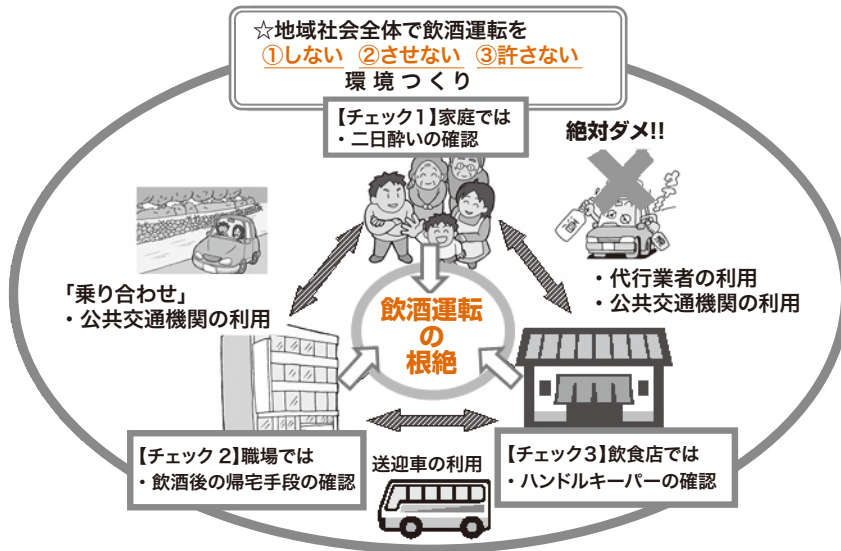 ☆地域社会全体で飲酒運転を
①しない ②させない ③許さない
環境つくり
【チェック1】家庭では
・二日酔いの確認
絶対ダメ!!
「乗り合わせ」
・公共交通機関の利用
・代行業者の利用
・公共交通機関の利用
飲酒運転
の
根絶
【チェック 2】職場では
・飲酒後の帰宅手段の確認
送迎車の利用
【チェック3】飲食店では
・ハンドルキーパーの確認